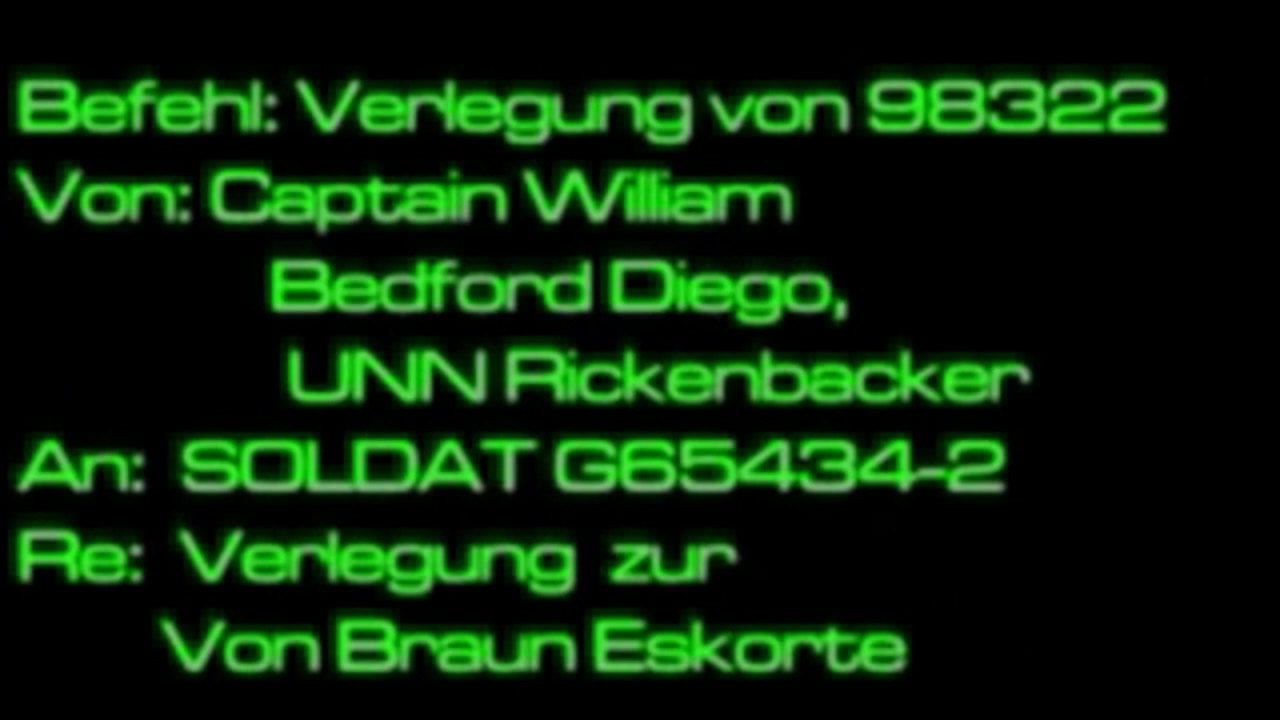 Befehl: Verlegung von 98322
Von: Captain William
Bedford Diego,
UNN Rickenbacker
An: SOLDAT G65434-2
Re: Verlegung zur
Von Braun Eskorte